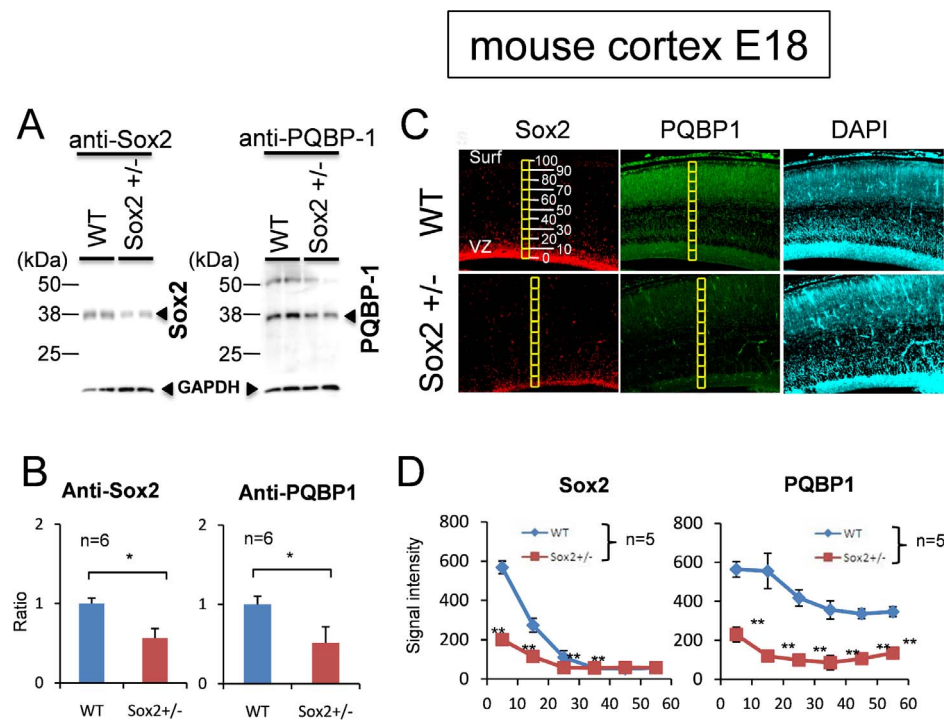 mouse cortex E18
A
anti-Sox2
anti-PQBP-1
WT
Sox2 +/-
WT
Sox2 +/-
(kDa)
(kDa)
50
38
25
Sox2
50
38
25
PQBP-1
GAPDH
C
Sox2
PQBP1
DAPI
WT
Sox2 +/-
Surf
VZ
100
90
80
70
60
50
40
30
20
10
0
B
Anti-Sox2
Anti-PQBP1
Ratio
2
1
0
n=6
*
WT Sox2+/-
2
1
0
n=6
*
WT Sox2+/-
D
Sox2
PQBP1
Signal intensity
800
600
400
200
0
WT
Sox2+/-
n=5
** ** ** **
0 10 20 30 40 50 60
800
600
400
200
0
WT
Sox2+/-
n=5
** ** ** ** ** **
0 10 20 30 40 50 60